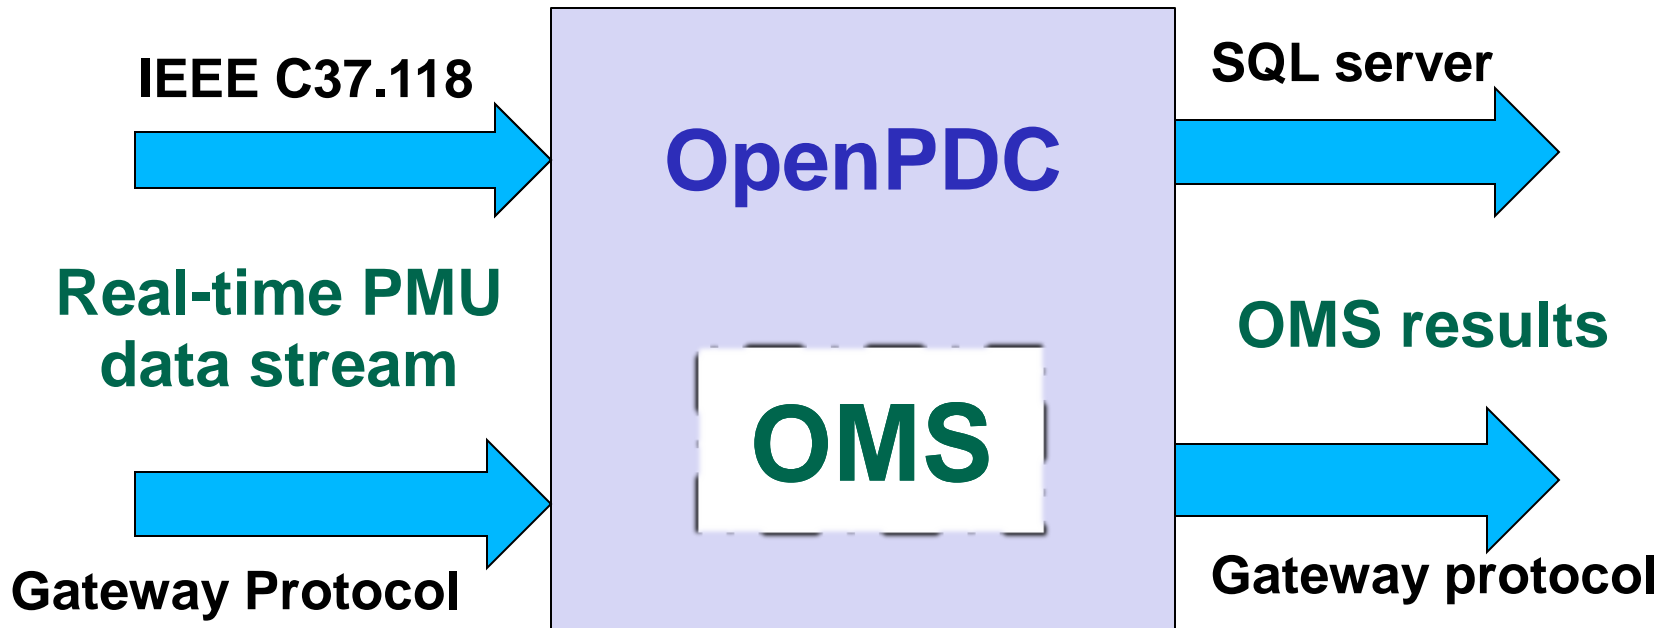 IEEE C37.118
Real-time PMU
data stream
Gateway Protocol
OpenPDC
OMS
SQL server
OMS results
Gateway protocol